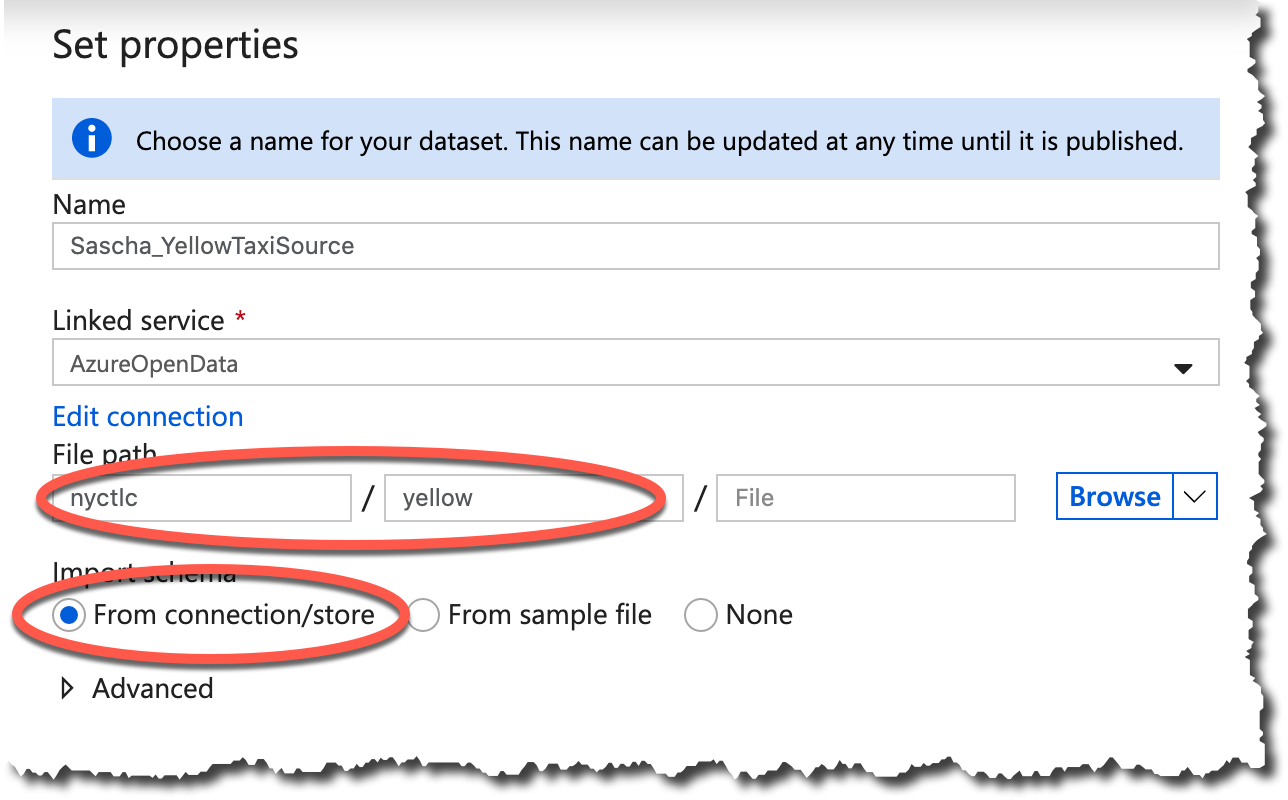 Set properties
Choose a name for your dataset. This name can be updated at any time until it is published.
Name
Sascha_YellowTaxiSource
Linked service *
AzureOpenData
Edit connection
File path
nyctlc / yellow / File Browse
Import schema
From connection/store From sample file None
Advanced